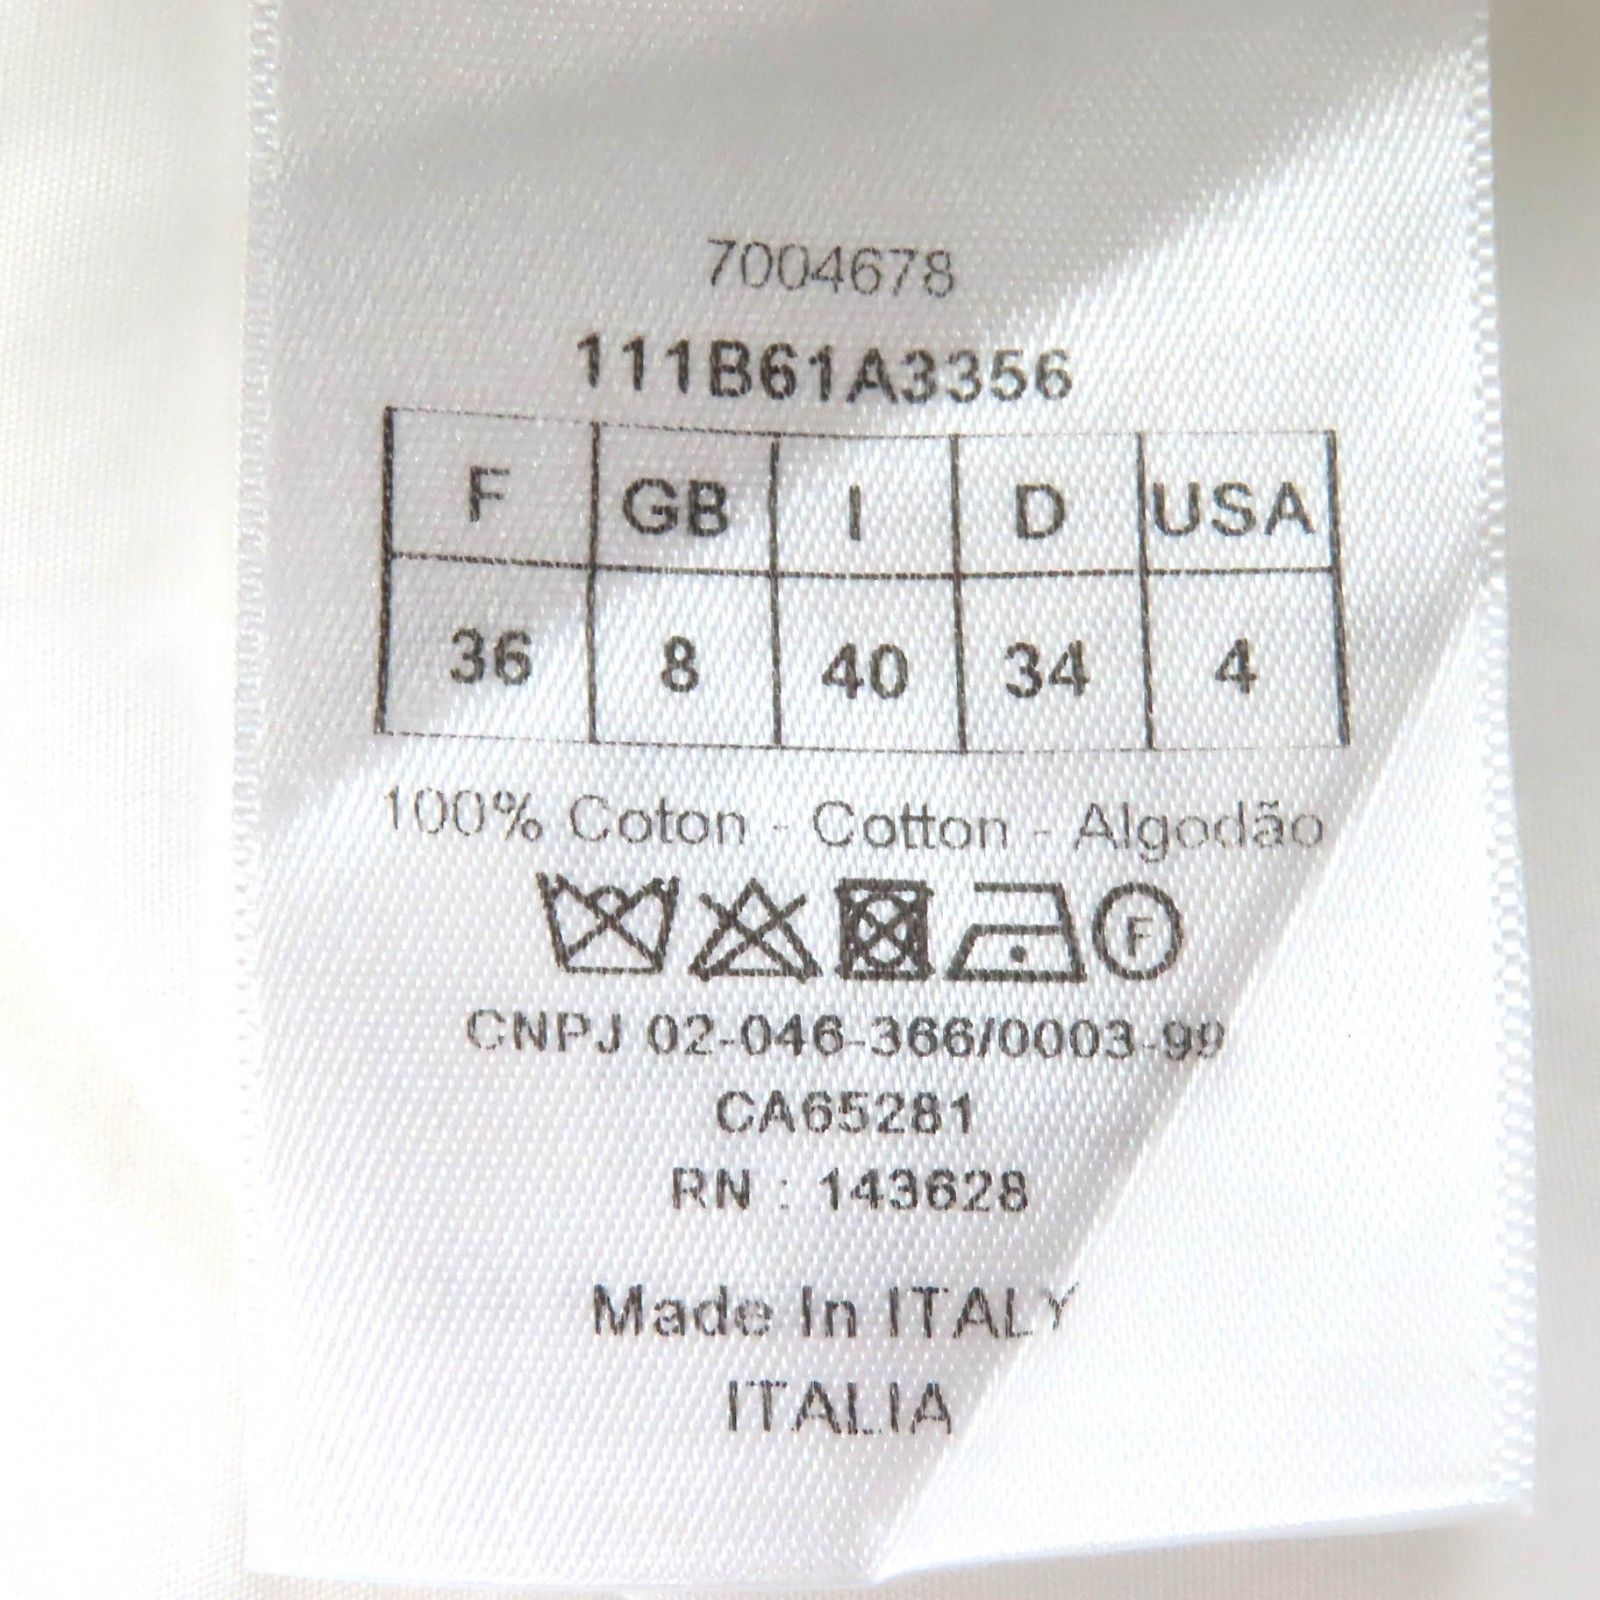 7004678
111B61A3356
F GB I D USA
36 8 40 34 4
100% Coton - Cotton - Algodão
F
CNPJ 02-046-366/0003-99
CA65281
RN : 143628
Made In ITALY
ITALIA